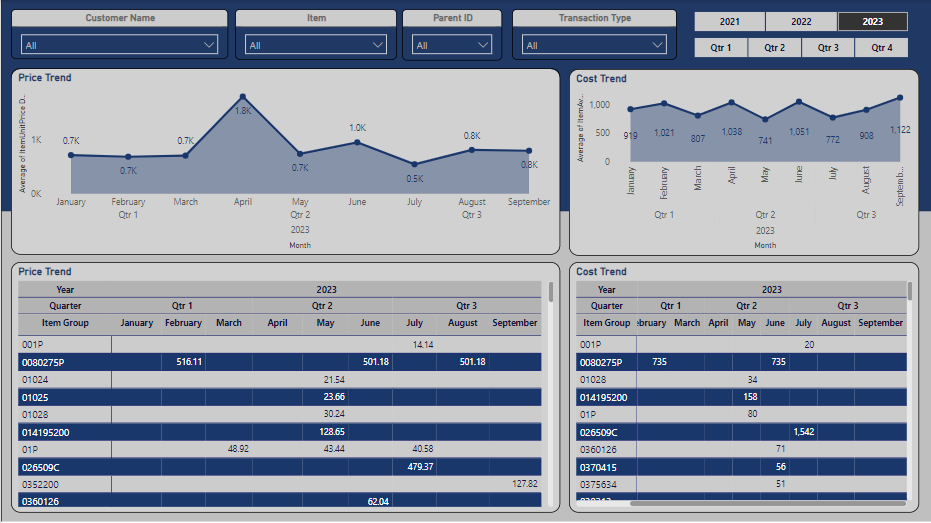 Customer Name
Item
Parent ID
Transaction Type
All
All
All
All
2021 2022 2023
Qtr 1 Qtr 2 Qtr 3 Qtr 4
Price Trend
Average of ItemUnitPrice D...
1K
0K
0.7K 0.7K 0.7K 1.8K 0.7K 1.0K 0.5K 0.8K 0.8K
January February March April May June July August September
Qtr 1 Qtr 2 Qtr 3
2023
Month
Cost Trend
Average of ItemAv...
1,000
500
0
919 1,021 807 1,038 741 1,051 772 908 1,122
January February March April May June July August Septemb...
Qtr 1 Qtr 2 Qtr 3
2023
Month
Price Trend
Year 2023
Quarter Qtr 1 Qtr 2 Qtr 3
Item Group January February March April May June July August September
001P 14.14
0080275P 516.11 501.18 501.18
01024 21.54
01025 23.66
01028 30.24
014195200 128.65
01P 48.92 43.44 40.58
026509C 479.37
0352200 127.82
0360126 62.04
Cost Trend
Year 2023
Quarter Qtr 1 Qtr 2 Qtr 3
Item Group ebruary March April May June July August September
001P 20
0080275P 735 735
01028 34
014195200 158
01P 80
026509C 1,542
0360126 71
0370415 56
0375634 51